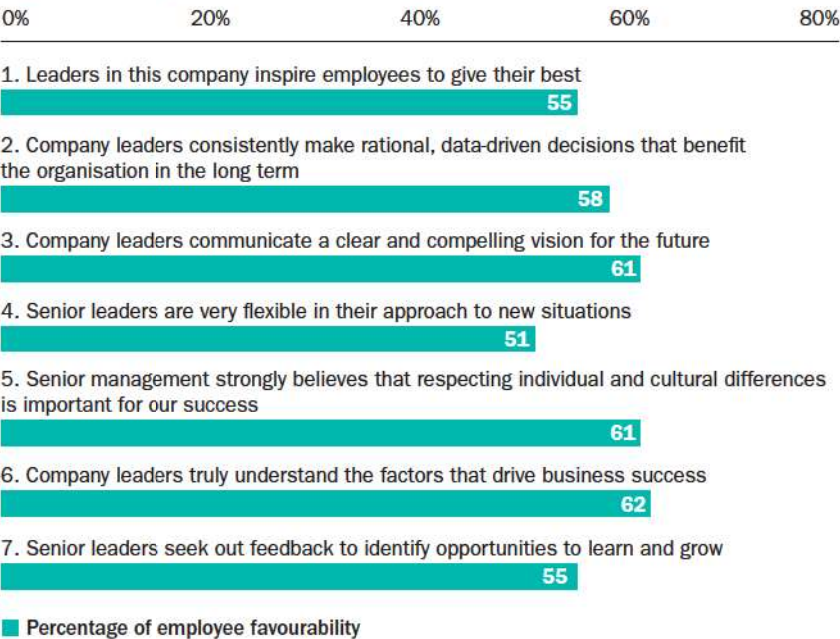 0% 20% 40% 60% 80%
1. Leaders in this company inspire employees to give their best
55
2. Company leaders consistently make rational, data-driven decisions that benefit
the organisation in the long term
58
3. Company leaders communicate a clear and compelling vision for the future
61
4. Senior leaders are very flexible in their approach to new situations
51
5. Senior management strongly believes that respecting individual and cultural differences
is important for our success
61
6. Company leaders truly understand the factors that drive business success
62
7. Senior leaders seek out feedback to identify opportunities to learn and grow
55
Percentage of employee favourability